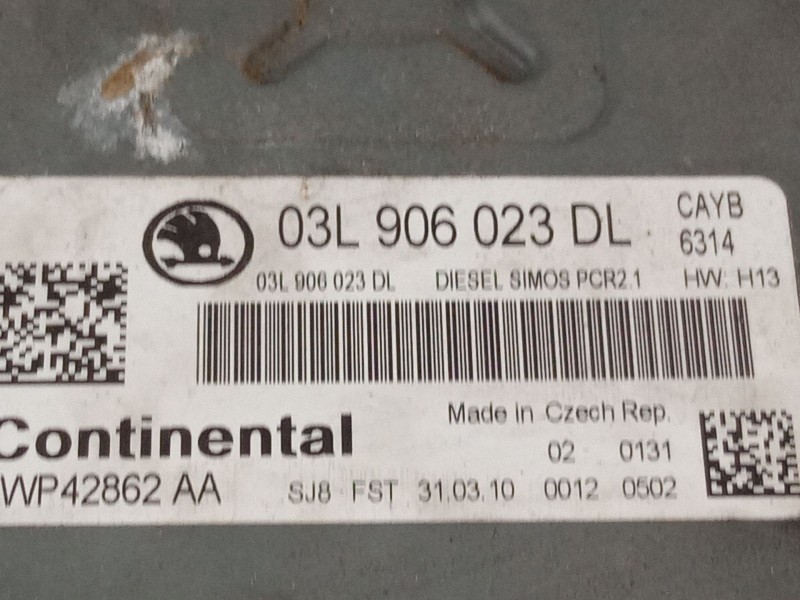 03L 906 023 DL CAYB
6314
03L 906 023 DL DIESEL SIMOS PCR2.1 HW: H13
Continental Made in Czech Rep.
02 0131
WP42862 AA SJ8 FST 31.03.10 0012 0502